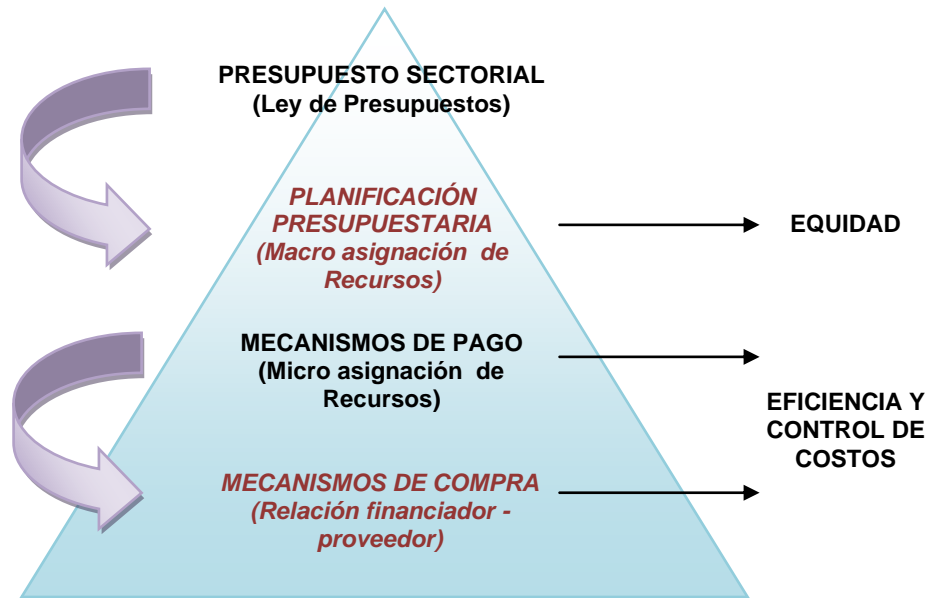 PRESUPUESTO SECTORIAL
(Ley de Presupuestos)
PLANIFICACIÓN
PRESUPUESTARIA
(Macro asignación de
Recursos)
EQUIDAD
MECANISMOS DE PAGO
(Micro asignación de
Recursos)
EFICIENCIA Y
CONTROL DE
COSTOS
MECANISMOS DE COMPRA
(Relación financiador -
proveedor)